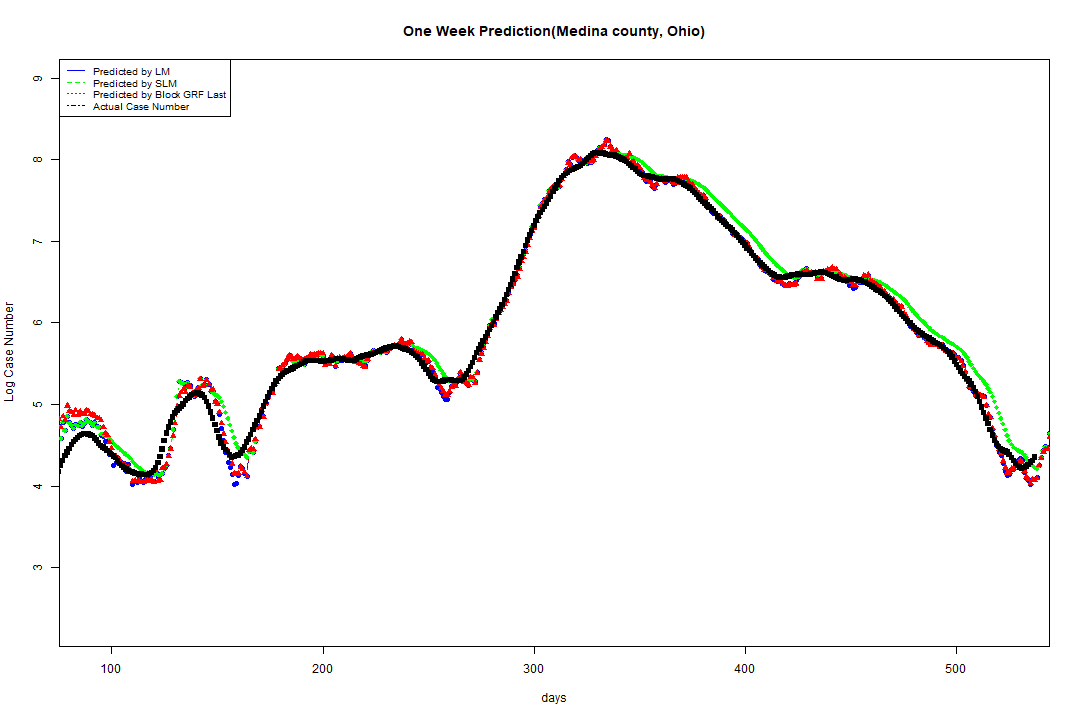 One Week Prediction(Medina county, Ohio)
Predicted by LM
Predicted by SLM
Predicted by Block GRF Last
Actual Case Number
Log Case Number
9
8
7
6
5
4
3
100 200 300 400 500
days